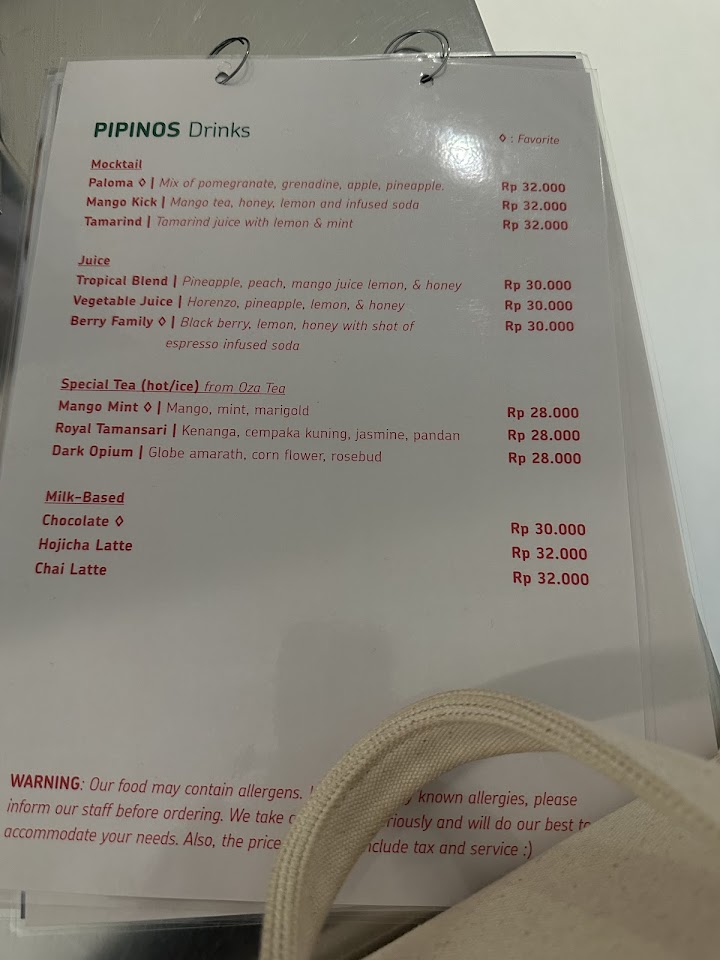 PIPINOS Drinks
◊ : Favorite
Mocktail
Paloma ◊ | Mix of pomegranate, grenadine, apple, pineapple. Rp 32.000
Mango Kick | Mango tea, honey, lemon and infused soda Rp 32.000
Tamarind | Tamarind juice with lemon & mint Rp 32.000
Juice
Tropical Blend | Pineapple, peach, mango juice lemon, & honey Rp 30.000
Vegetable Juice | Horenzo, pineapple, lemon, & honey Rp 30.000
Berry Family ◊ | Black berry, lemon, honey with shot of Rp 30.000
espresso infused soda
Special Tea (hot/ice) from Oza Tea
Mango Mint ◊ | Mango, mint, marigold Rp 28.000
Royal Tamansari | Kenanga, cempaka kuning, jasmine, pandan Rp 28.000
Dark Opium | Globe amarath, corn flower, rosebud Rp 28.000
Milk-Based
Chocolate ◊ Rp 30.000
Hojicha Latte Rp 32.000
Chai Latte Rp 32.000
WARNING: Our food may contain allergens. known allergies, please
inform our staff before ordering. We take will do our best to
accommodate your needs. Also, the price tax and service :)